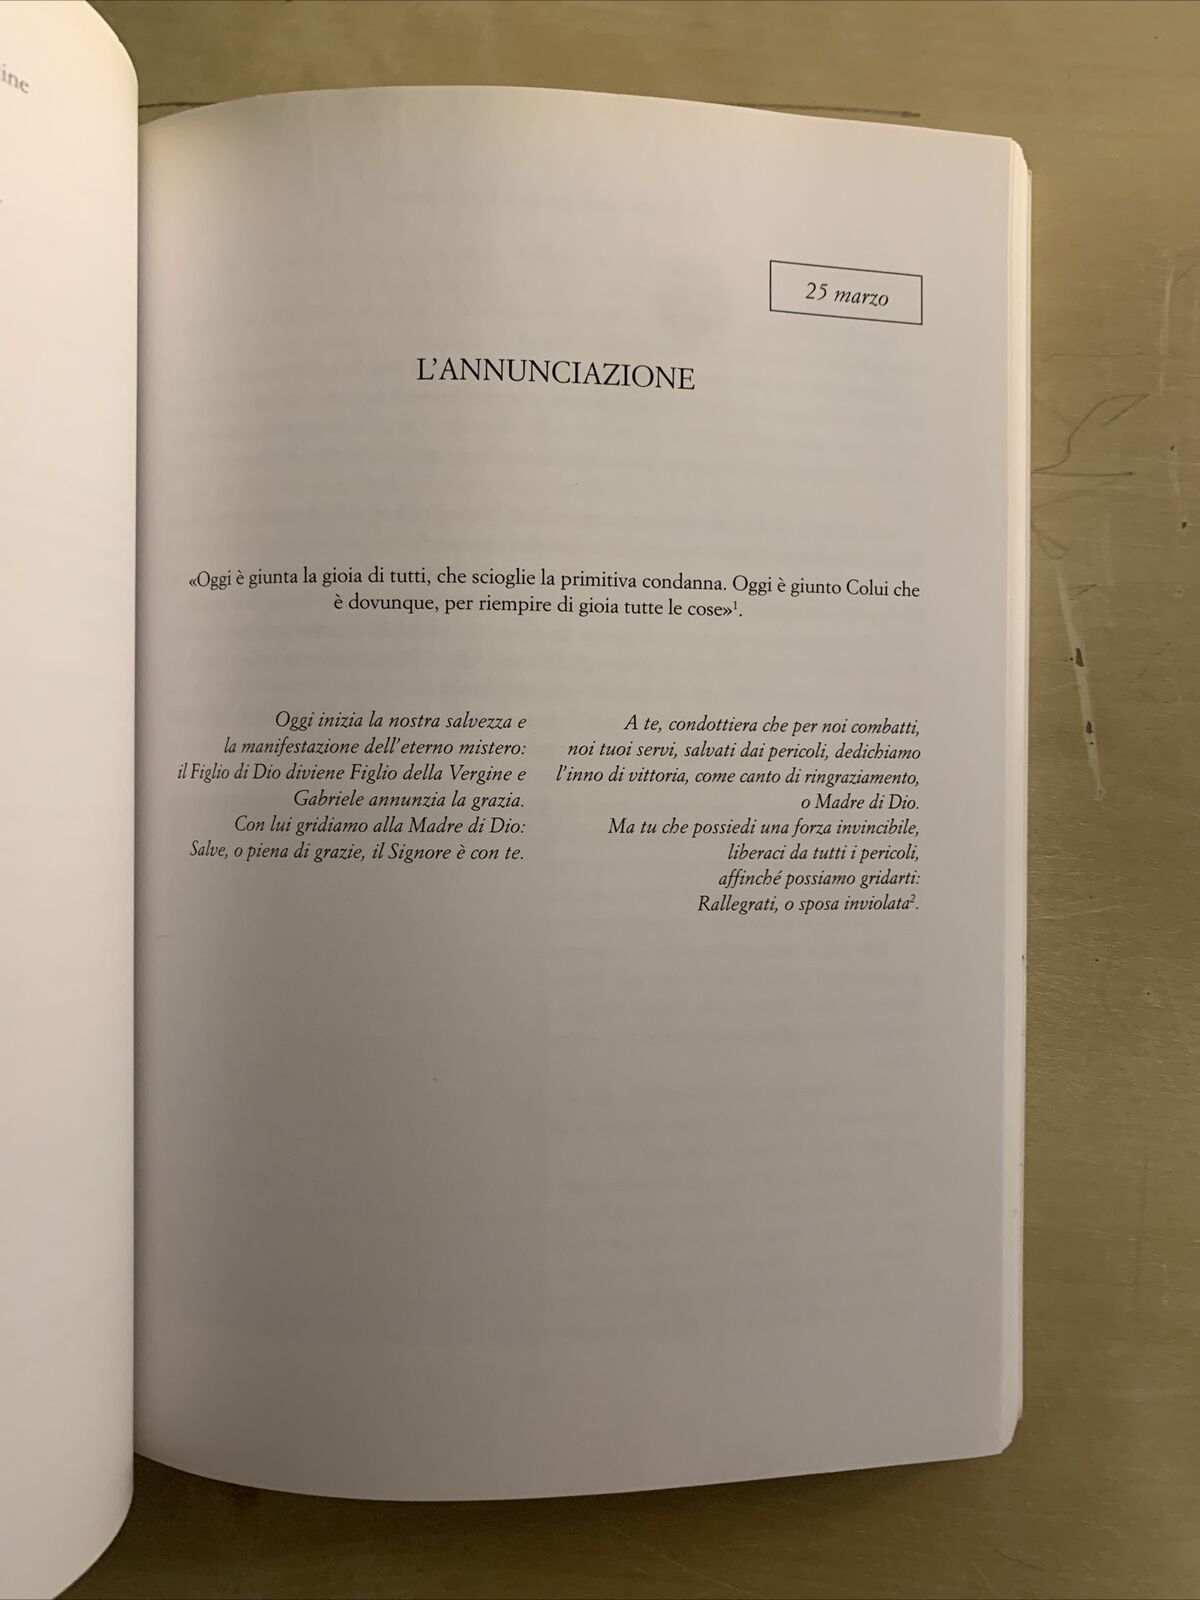 ine
25 marzo
L'ANNUNCIAZIONE
«Oggi è giunta la gioia di tutti, che scioglie la primitiva condanna. Oggi è giunto Colui che
è dovunque, per riempire di gioia tutte le cose»¹.
Oggi inizia la nostra salvezza e
la manifestazione dell'eterno mistero:
il Figlio di Dio diviene Figlio della Vergine e
Gabriele annunzia la grazia.
Con lui gridiamo alla Madre di Dio:
Salve, o piena di grazie, il Signore è con te.
A te, condottiera che per noi combatti,
noi tuoi servi, salvati dai pericoli, dedichiamo
l'inno di vittoria, come canto di ringraziamento,
o Madre di Dio.
Ma tu che possiedi una forza invincibile,
liberaci da tutti i pericoli,
affinché possiamo gridarti:
Rallegrati, o sposa inviolata².